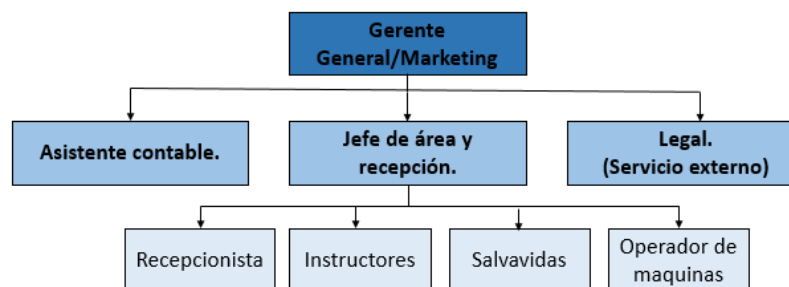 Gerente
General/Marketing
Asistente contable.
Jefe de área y
recepción.
Legal.
(Servicio externo)
Recepcionista
Instructores
Salvavidas
Operador de
maquinas